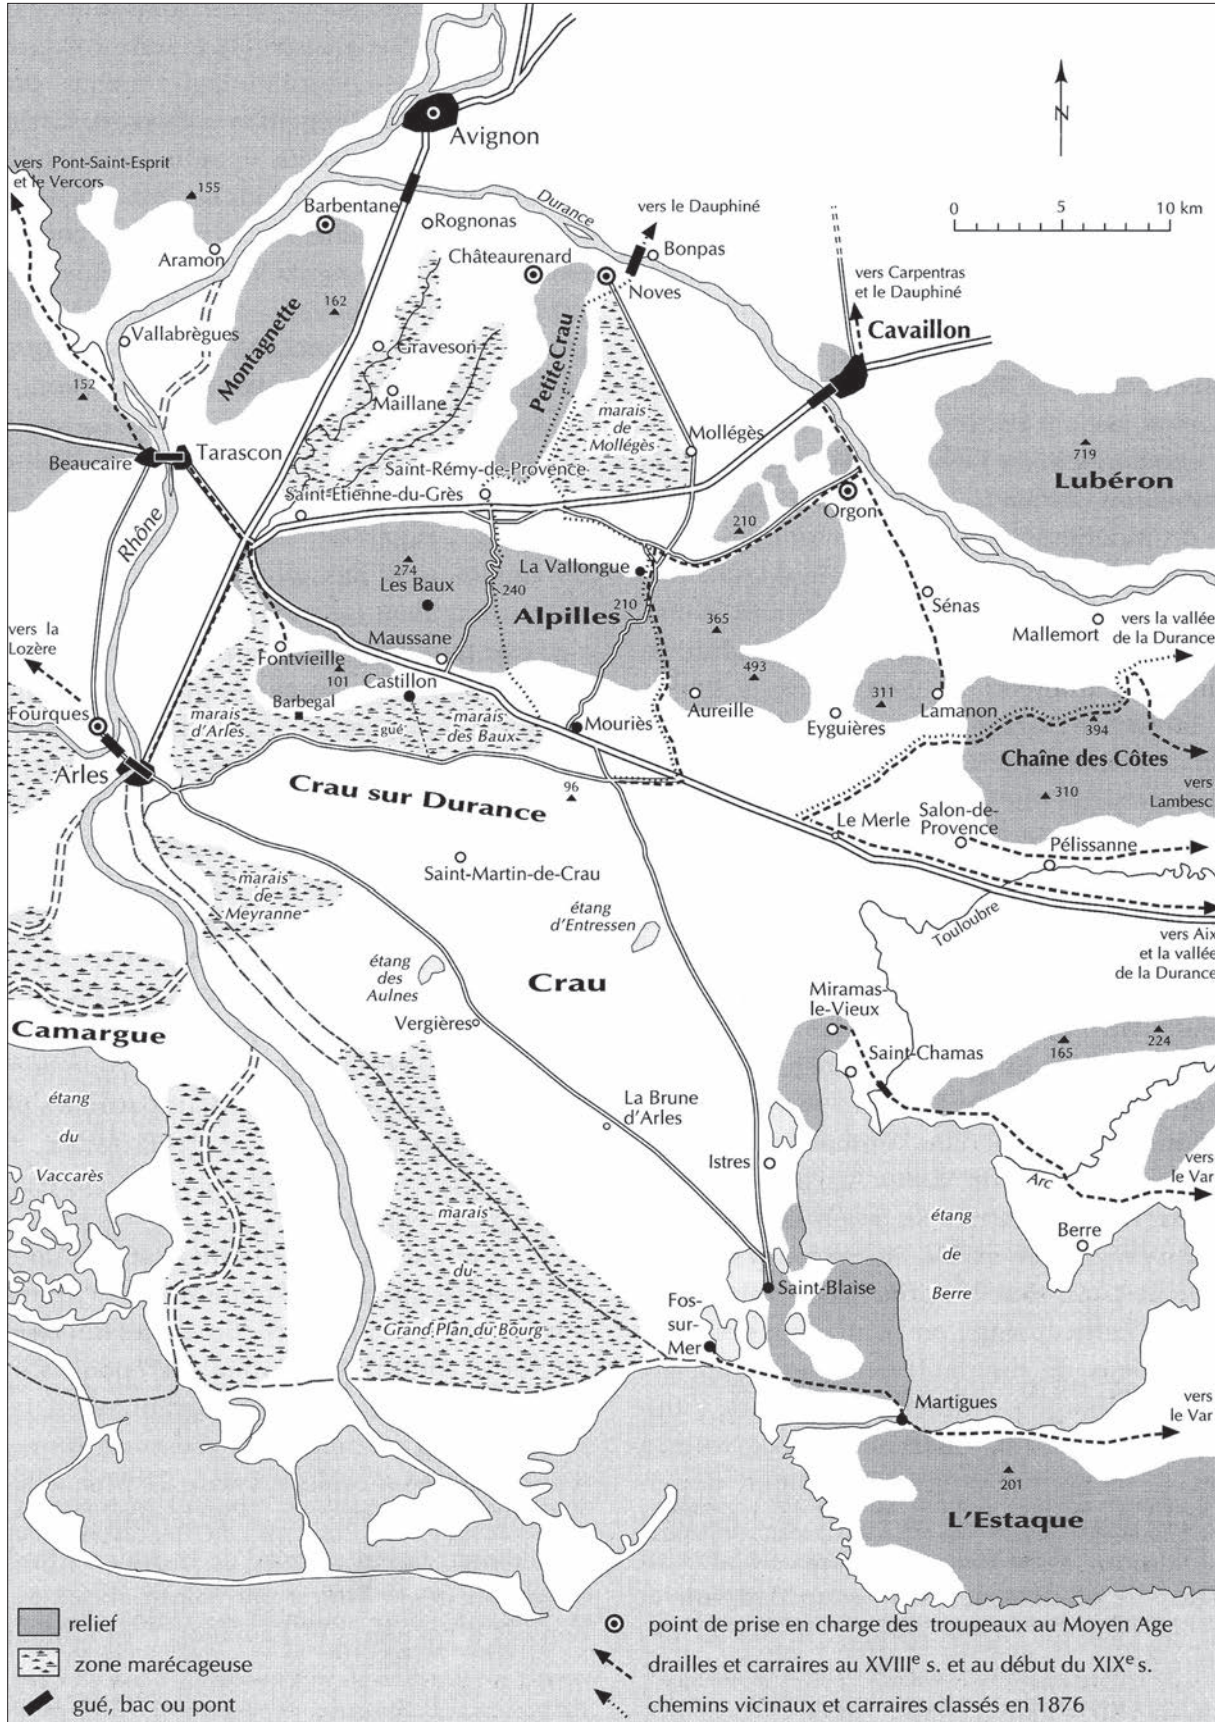 Avignon
vers Pont-Saint-Esprit
et le Vercors
155
Barbentane
Rognonas
Durance
vers le Dauphiné
N
0 5 10 km
Aramon
Châteaurenard
Bonpas
Noves
vers Carpentras
et le Dauphiné
162
Vallabrègues
Montagnette
Graveson
Petite Crau
Cavaillon
152
Maillane
marais
de
Mollégès
Mollégès
719
Lubéron
Beaucaire
Tarascon
Saint-Rémy-de-Provence
Saint-Etienne-du-Grès
Orgon
210
Rhône
274
Les Baux
La Vallongue
240
Alpilles
210
365
Sénas
Mallemort
vers la vallée
de la Durance
vers la
Lozère
Maussane
Fontvieille
101
Castillon
493
311
Fourques
marais
d'Arles
Barbegal
gué
marais
des Baux
Mouriès
Aureille
Eyguières
Lamanon
394
Chaîne des Côtes
Arles
Crau sur Durance
96
310
vers
Lambesc
Le Merle
Salon-de-
Provence
Pélissanne
Saint-Martin-de-Crau
marais
de
Meyranne
étang
d'Entressen
Touloubre
vers Aix
et la vallée
de la Durance
étang
des
Aulnes
Crau
Miramas-
le-Vieux
Camargue
Vergières
Saint-Chamas
165
224
étang
du
Vaccarès
La Brune
d'Arles
Istres
vers
le Var
Arc
marais
du
Grand Plan du Bourg
étang
de
Berre
Berre
Saint-Blaise
Fos-
sur-
Mer
Martigues
vers
le Var
201
L'Estaque
relief
zone marécageuse
gué, bac ou pont
point de prise en charge des troupeaux au Moyen Age
drailles et carraires au XVIIIe s. et au début du XIXe s.
chemins vicinaux et carraires classés en 1876